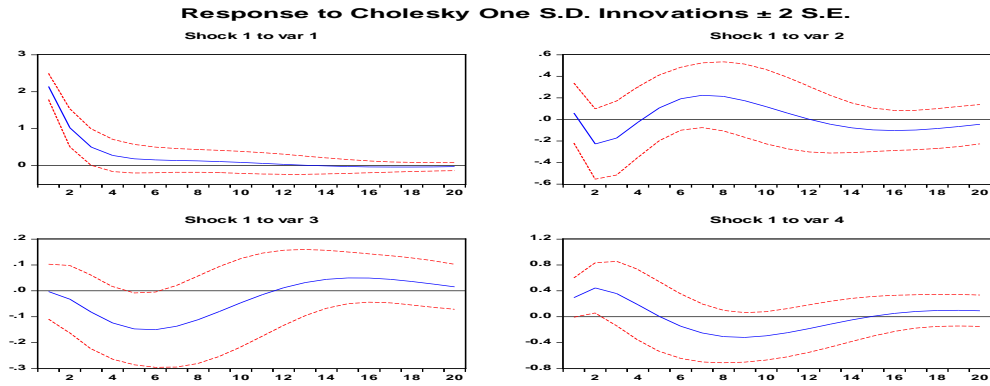 Response to Cholesky One S.D. Innovations ± 2 S.E.
Shock 1 to var 1
3
2
1
0
2 4 6 8 10 12 14 16 18 20
Shock 1 to var 2
.6
.4
.2
.0
-.2
-.4
-.6
2 4 6 8 10 12 14 16 18 20
Shock 1 to var 3
.2
.1
.0
-.1
-.2
-.3
2 4 6 8 10 12 14 16 18 20
Shock 1 to var 4
1.2
0.8
0.4
0.0
-0.4
-0.8
2 4 6 8 10 12 14 16 18 20